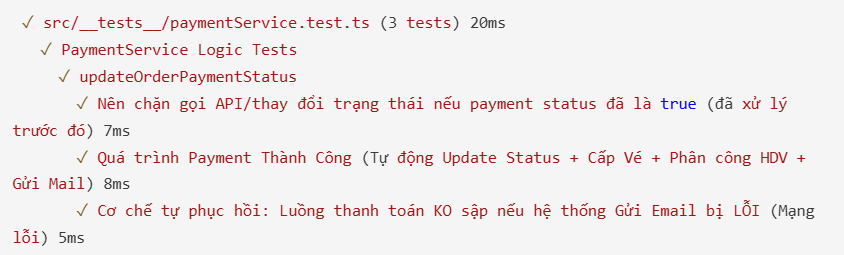 ✓ src/__tests__/paymentService.test.ts (3 tests) 20ms
✓ PaymentService Logic Tests
✓ updateOrderPaymentStatus
✓ Nên chặn gọi API/thay đổi trạng thái nếu payment status đã là true (đã xử lý
trước đó) 7ms
✓ Quá trình Payment Thành Công (Tự động Update Status + Cấp Vé + Phân công HDV +
Gửi Mail) 8ms
✓ Cơ chế tự phục hồi: Luồng thanh toán KO sập nếu hệ thống Gửi Email bị LỖI (Mạng
lỗi) 5ms